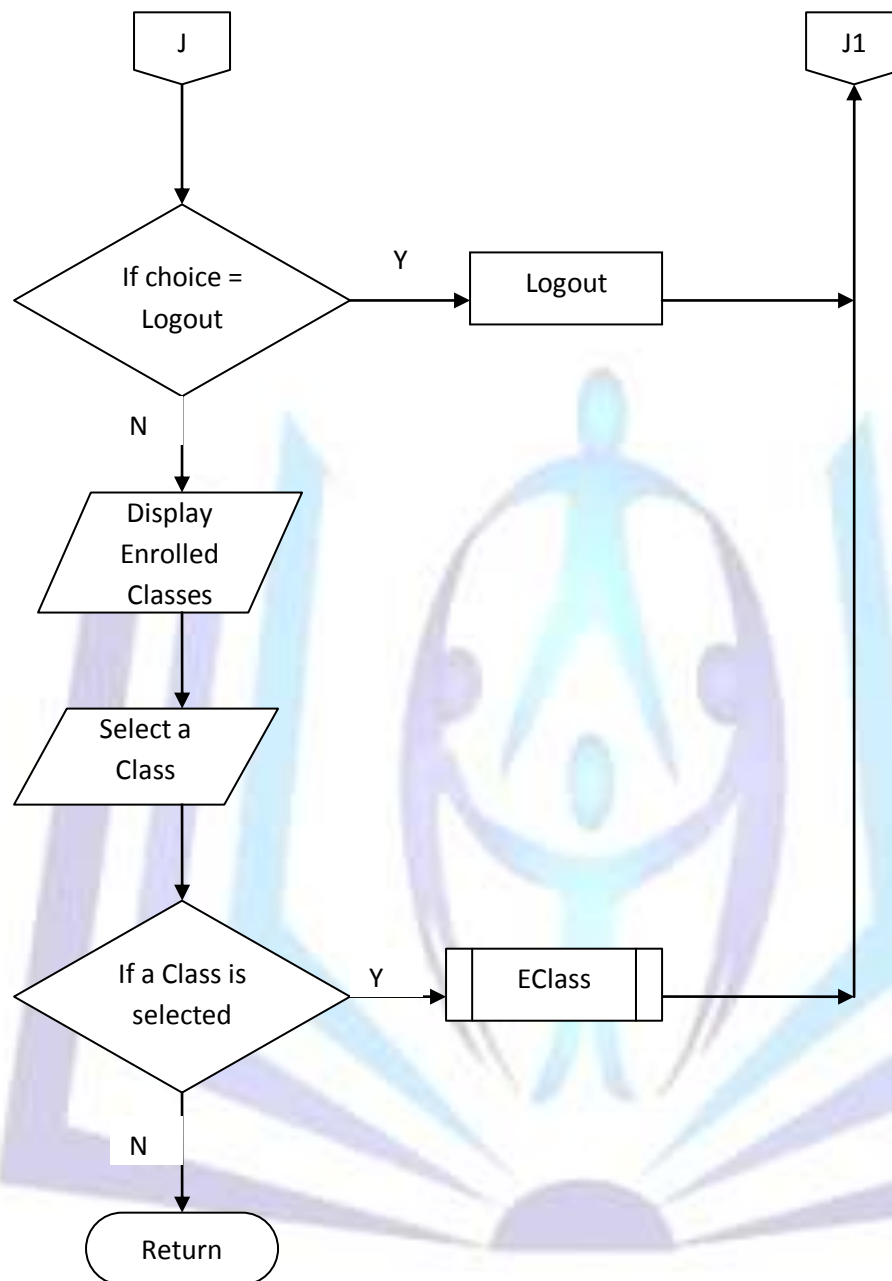 J
J1
If choice =
Logout
Y
Logout
N
Display
Enrolled
Classes
Select a
Class
If a Class is
selected
Y
EClass
N
Return